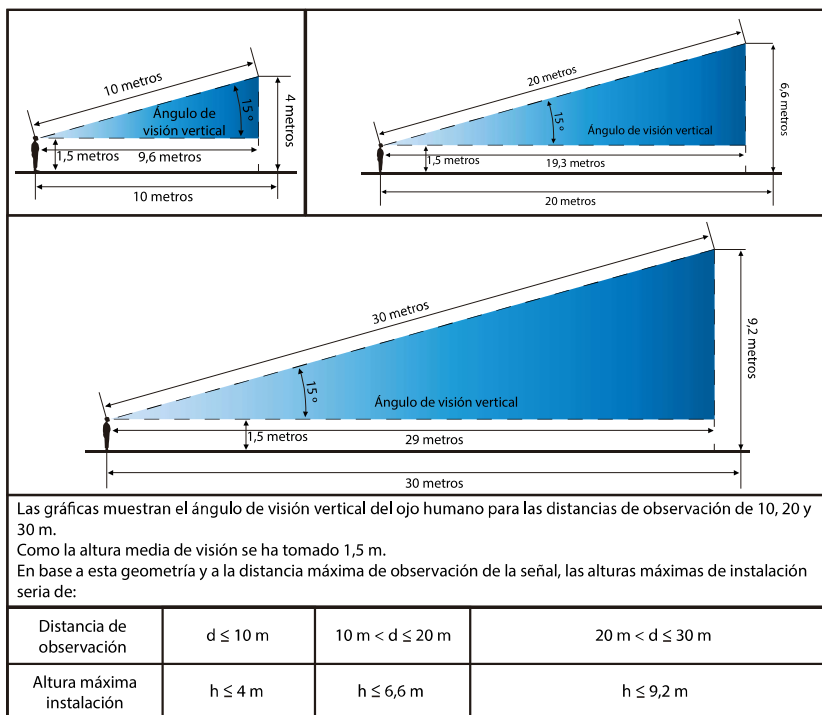 10 metros
Ángulo de
visión vertical
15º
4 metros
1,5 metros
9,6 metros
10 metros
20 metros
15º
Ángulo de visión vertical
6,6 metros
1,5 metros
19,3 metros
20 metros
30 metros
15º
Ángulo de visión vertical
9,2 metros
1,5 metros
29 metros
30 metros
Las gráficas muestran el ángulo de visión vertical del ojo humano para las distancias de observación de 10, 20 y
30 m.
Como la altura media de visión se ha tomado 1,5 m.
En base a esta geometría y a la distancia máxima de observación de la señal, las alturas máximas de instalación
seria de:
Distancia de
observación
d ≤ 10 m
10 m < d ≤ 20 m
20 m < d ≤ 30 m
Altura máxima
instalación
h ≤ 4 m
h ≤ 6,6 m
h ≤ 9,2 m